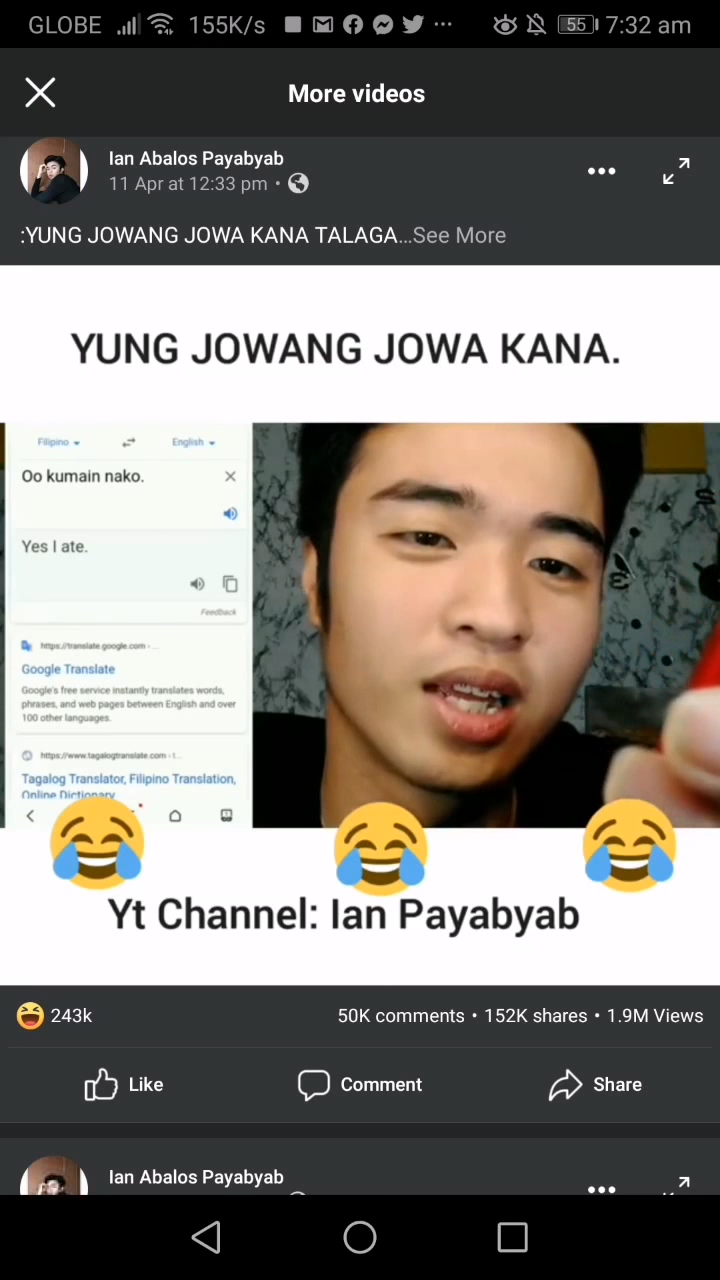 GLOBE 155K/s 55 7:32 am
More videos
Ian Abalos Payabyab
11 Apr at 12:33 pm •
:YUNG JOWANG JOWA KANA TALAGA...See More
YUNG JOWANG JOWA KANA.
Filipino English
Oo kumain nako.
Yes I ate.
Feedback
https://translate.google.com › ...
Google Translate
Google's free service instantly translates words,
phrases, and web pages between English and over
100 other languages.
https://www.tagalogtranslate.com › t...
Tagalog Translator, Filipino Translation,
Online Dictionary
Yt Channel: Ian Payabyab
243k 50K comments • 152K shares • 1.9M Views
Like Comment Share
Ian Abalos Payabyab